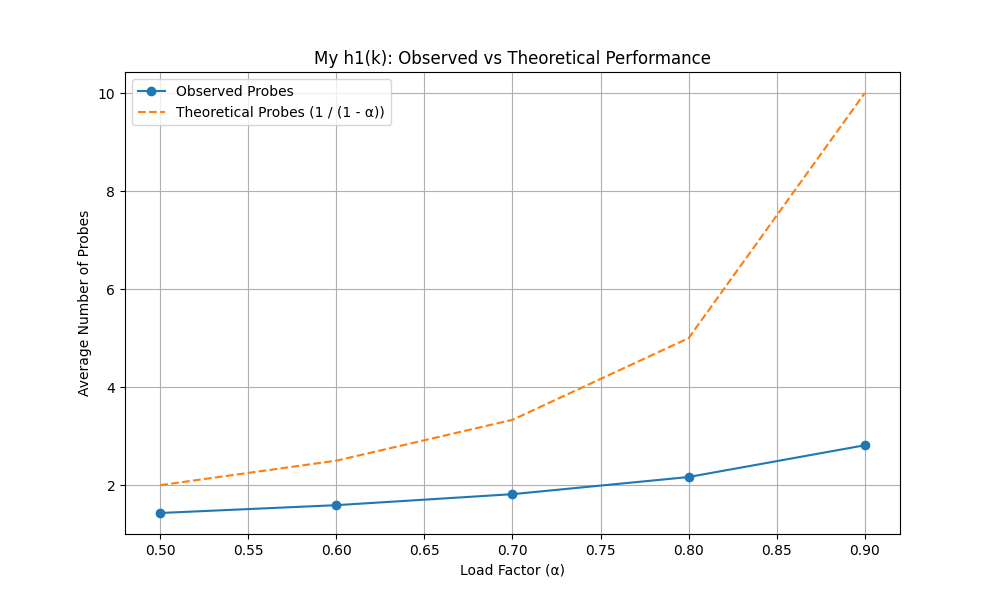 My h1(k): Observed vs Theoretical Performance
Observed Probes
Theoretical Probes (1 / (1 - α))
Average Number of Probes
10
8
6
4
2
0.50 0.55 0.60 0.65 0.70 0.75 0.80 0.85 0.90
Load Factor (α)